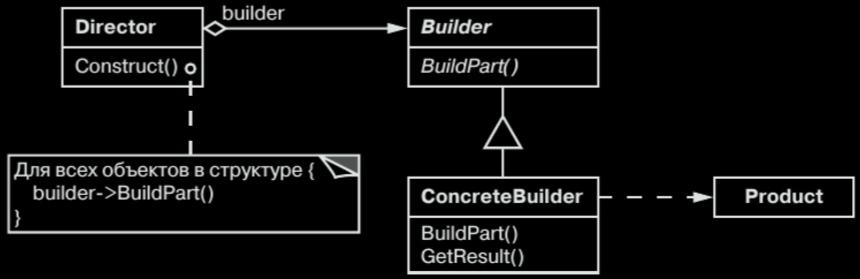 Director
Construct()
builder
Builder
BuildPart()
Для всех объектов в структуре {
builder->BuildPart()
}
ConcreteBuilder
BuildPart()
GetResult()
Product